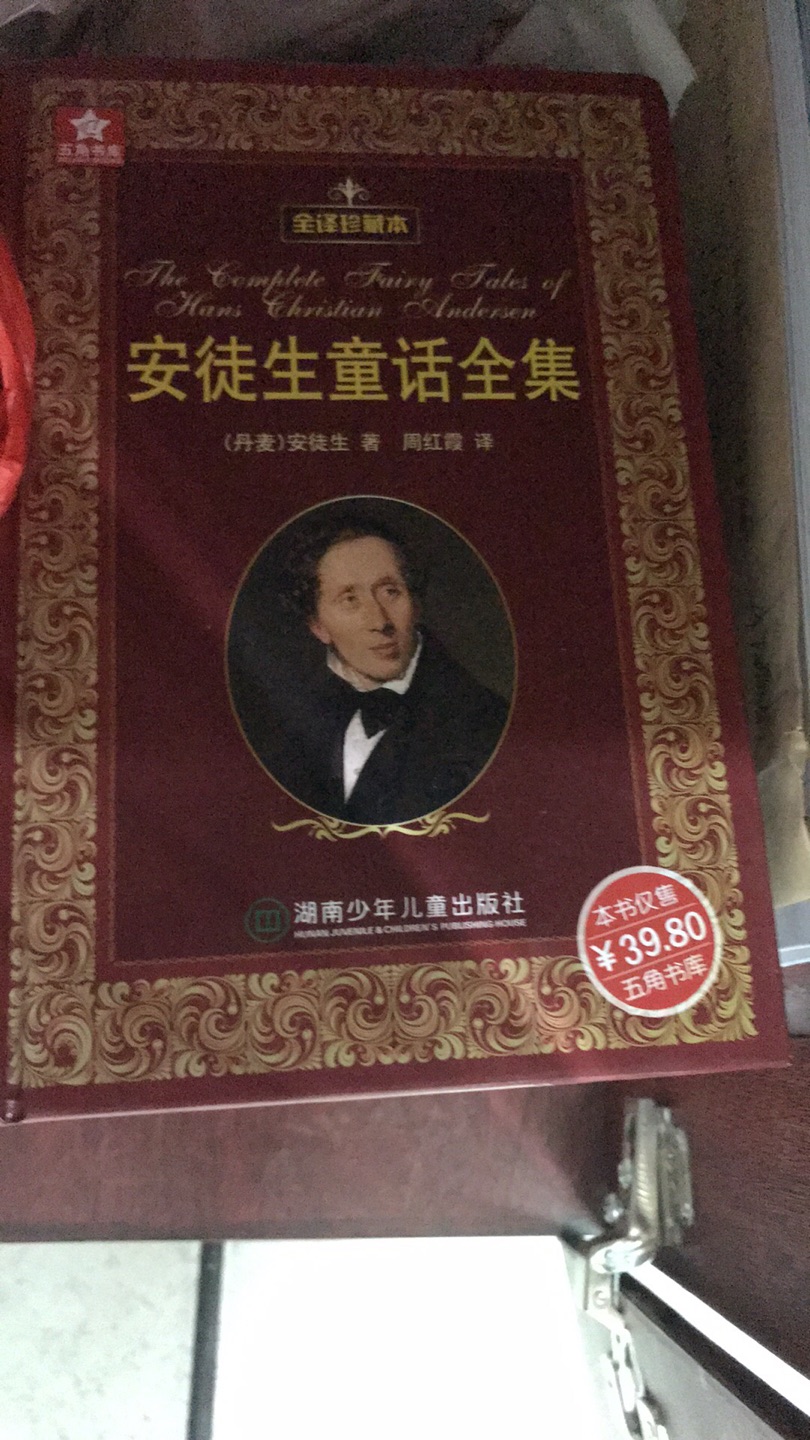 五角书库
全译珍藏本
The Complete Fairy Tales of
Hans Christian Andersen
安徒生童话全集
(丹麦)安徒生 著 周红霞 译
湖南少年儿童出版社
HUNAN JUVENILE & CHILDREN'S PUBLISHING HOUSE
本书仅售
¥39.80
五角书库